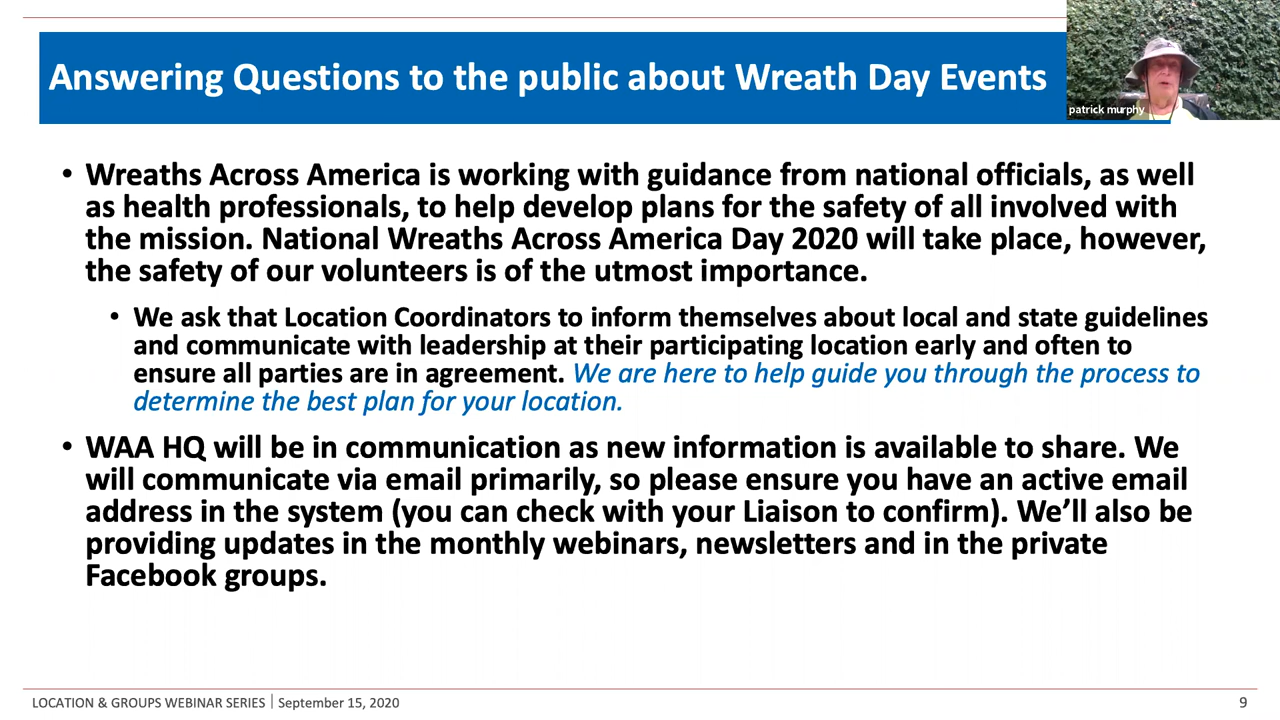 Answering Questions to the public about Wreath Day Events
patrick murphy
• Wreaths Across America is working with guidance from national officials, as well
as health professionals, to help develop plans for the safety of all involved with
the mission. National Wreaths Across America Day 2020 will take place, however,
the safety of our volunteers is of the utmost importance.
• We ask that Location Coordinators to inform themselves about local and state guidelines
and communicate with leadership at their participating location early and often to
ensure all parties are in agreement. We are here to help guide you through the process to
determine the best plan for your location.
• WAA HQ will be in communication as new information is available to share. We
will communicate via email primarily, so please ensure you have an active email
address in the system (you can check with your Liaison to confirm). We’ll also be
providing updates in the monthly webinars, newsletters and in the private
Facebook groups.
LOCATION & GROUPS WEBINAR SERIES | September 15, 2020
9